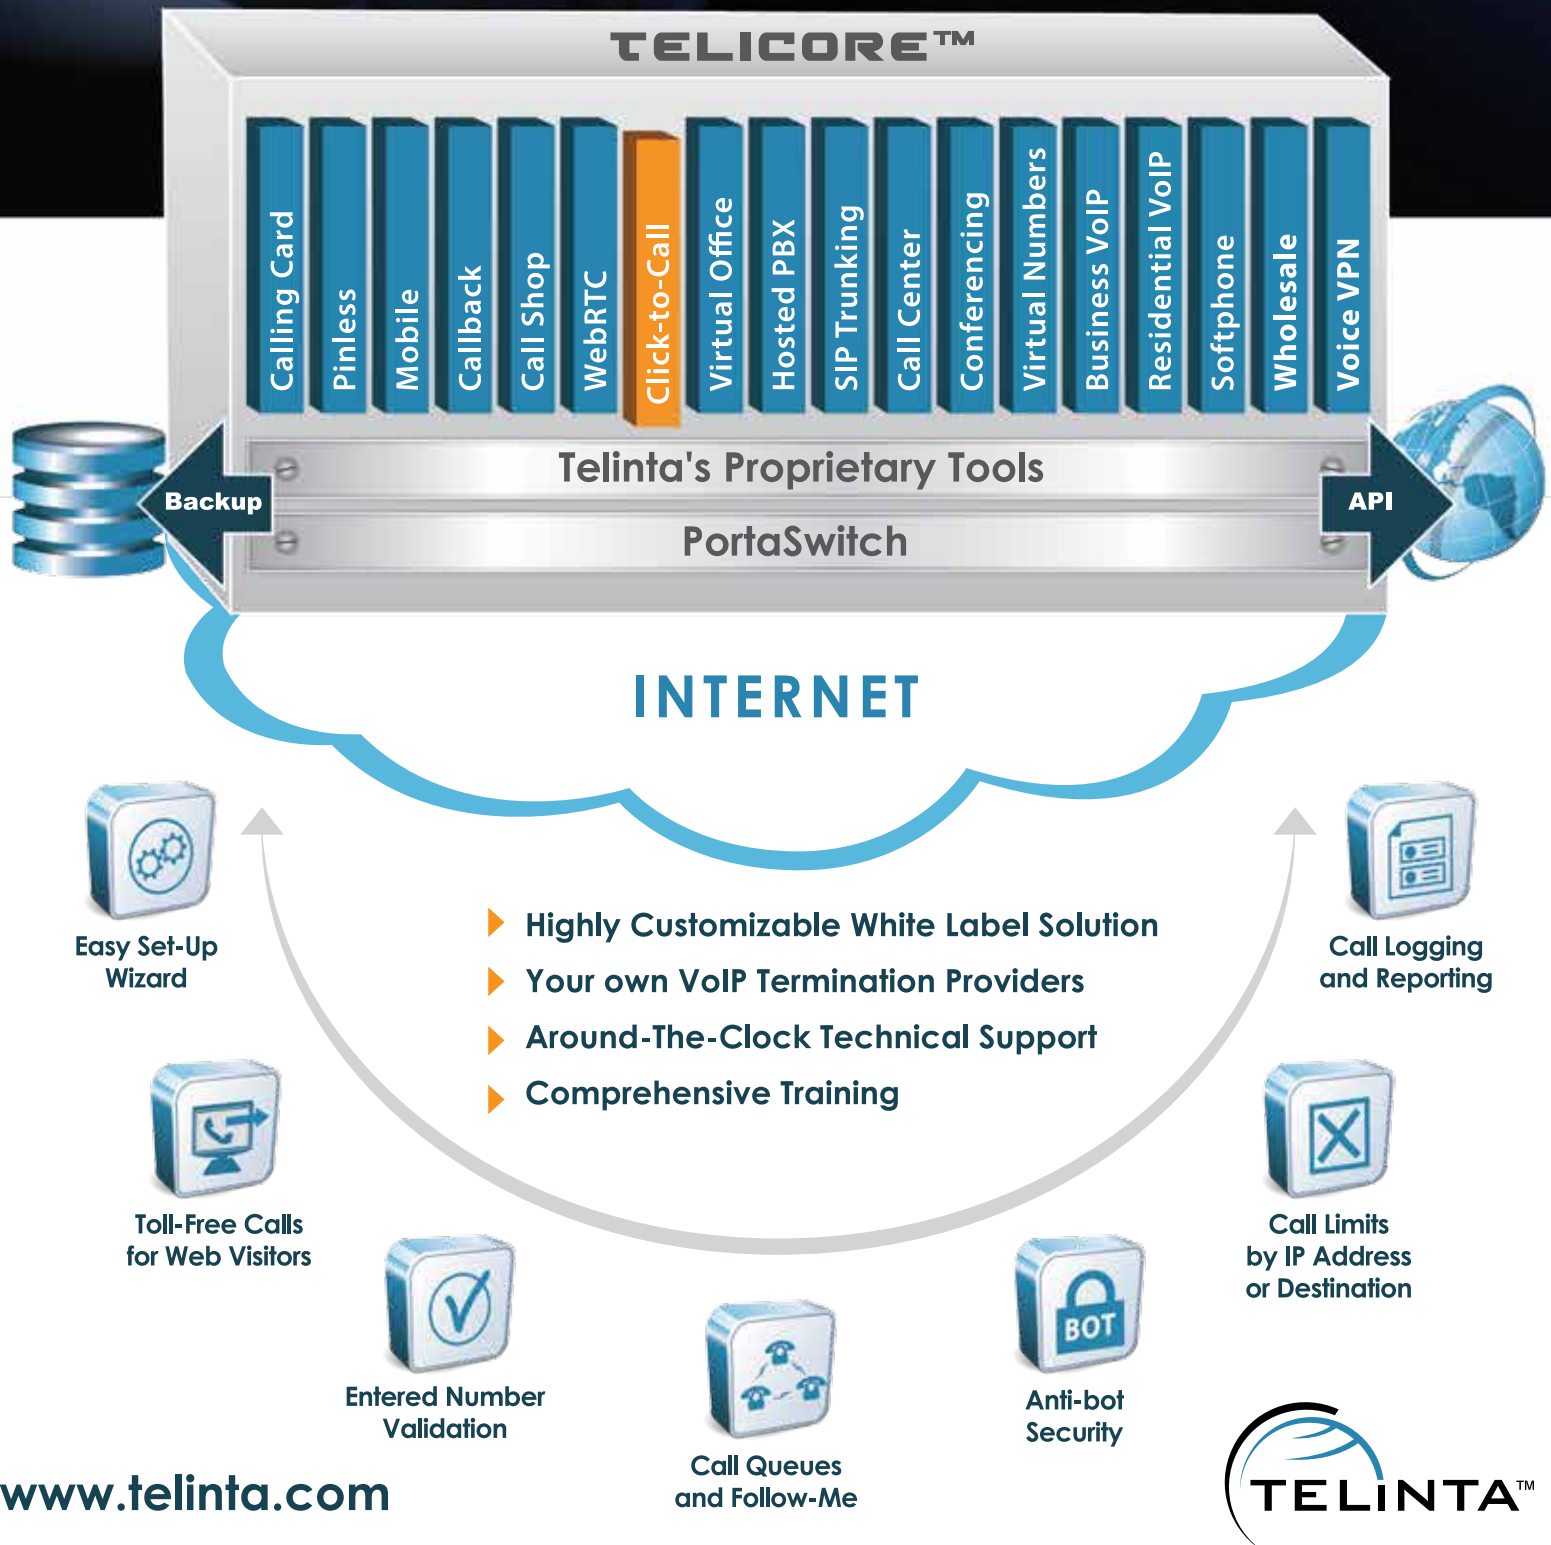 TELICORE™
Calling Card
Pinless
Mobile
Callback
Call Shop
WebRTC
Click-to-Call
Virtual Office
Hosted PBX
SIP Trunking
Call Center
Conferencing
Virtual Numbers
Business VoIP
Residential VoIP
Softphone
Wholesale
Voice VPN
Telinta's Proprietary Tools
Backup
API
PortaSwitch
INTERNET
Easy Set-Up
Wizard
Highly Customizable White Label Solution
Your own VoIP Termination Providers
Around-The-Clock Technical Support
Comprehensive Training
Call Logging
and Reporting
Toll-Free Calls
for Web Visitors
Call Limits
by IP Address
or Destination
Entered Number
Validation
BOT
Anti-bot
Security
Call Queues
and Follow-Me
www.telinta.com
TELINTA™